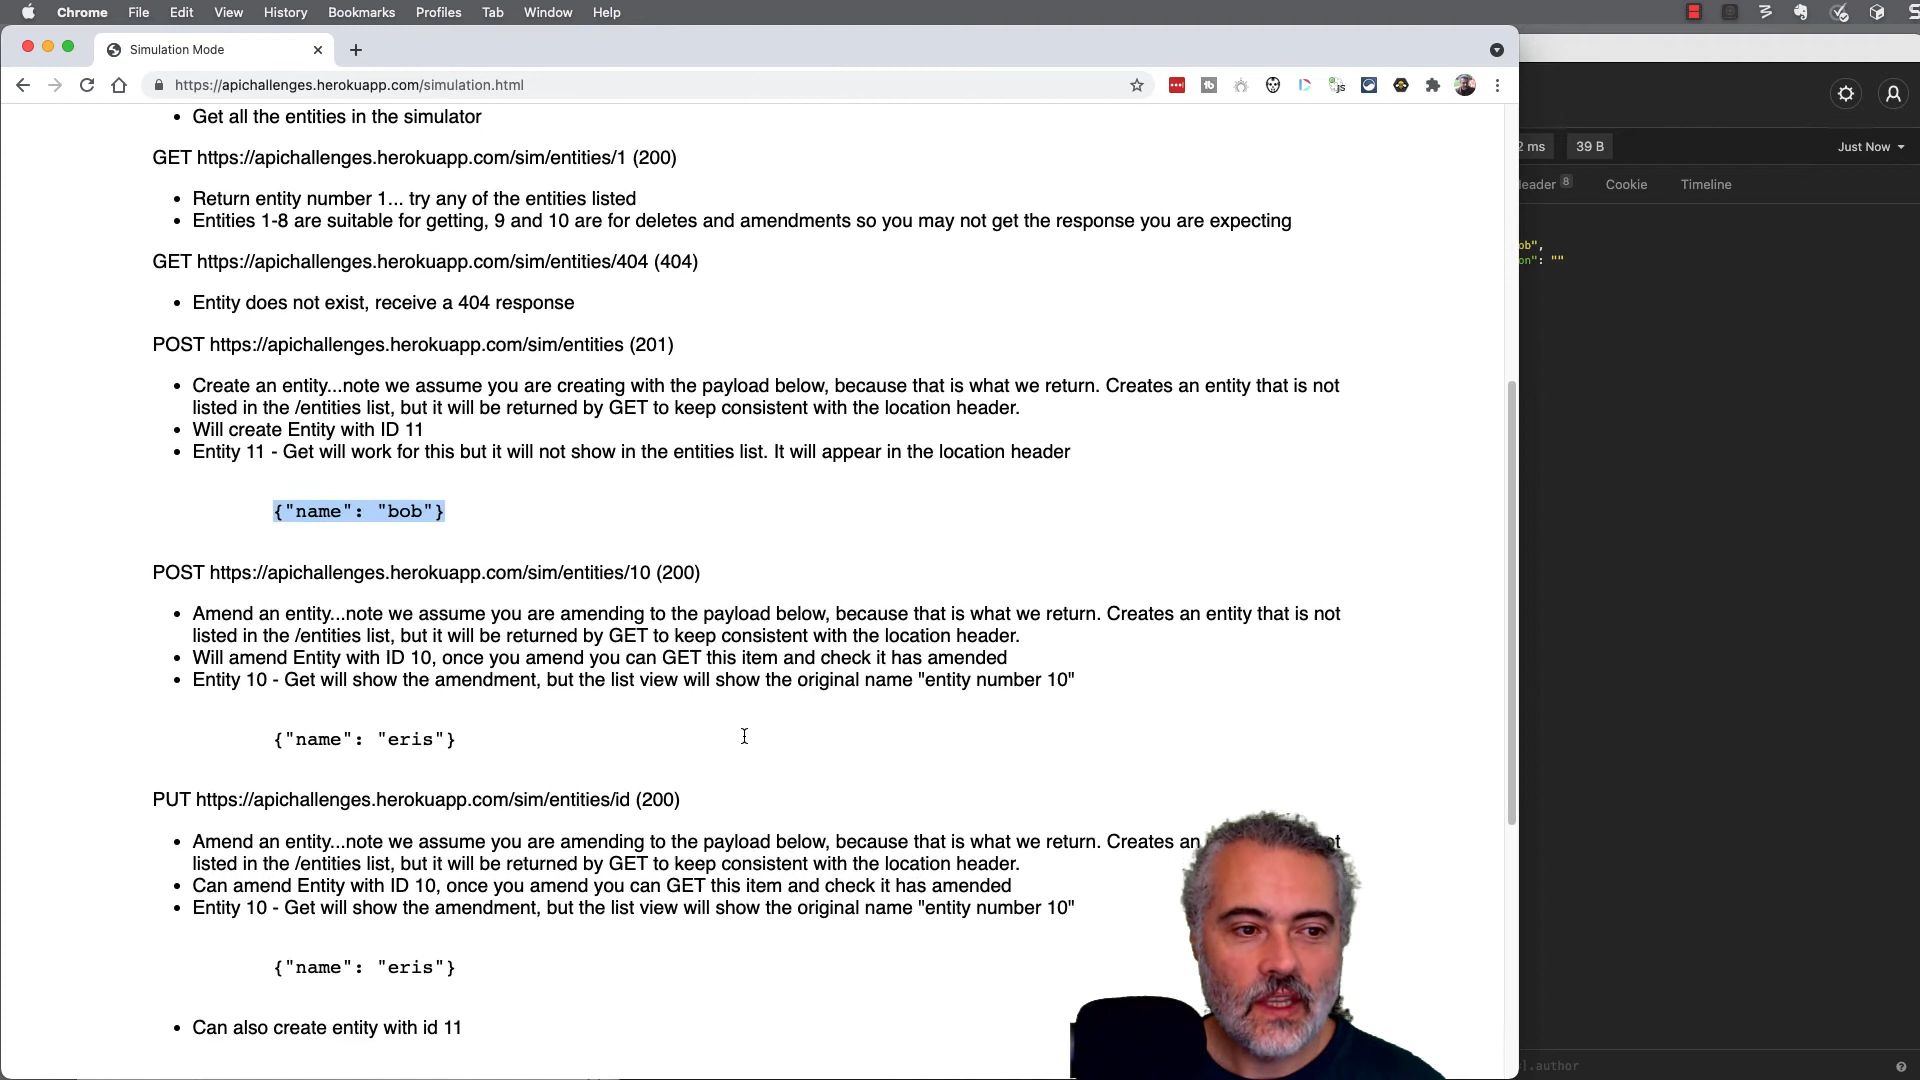 Chrome File Edit View History Bookmarks Profiles Tab Window Help
Simulation Mode
https://apichallenges.herokuapp.com/simulation.html
• Get all the entities in the simulator
GET https://apichallenges.herokuapp.com/sim/entities/1 (200)
• Return entity number 1... try any of the entities listed
• Entities 1-8 are suitable for getting, 9 and 10 are for deletes and amendments so you may not get the response you are expecting
GET https://apichallenges.herokuapp.com/sim/entities/404 (404)
• Entity does not exist, receive a 404 response
POST https://apichallenges.herokuapp.com/sim/entities (201)
• Create an entity...note we assume you are creating with the payload below, because that is what we return. Creates an entity that is not
listed in the /entities list, but it will be returned by GET to keep consistent with the location header.
• Will create Entity with ID 11
• Entity 11 - Get will work for this but it will not show in the entities list. It will appear in the location header
{"name": "bob"}
POST https://apichallenges.herokuapp.com/sim/entities/10 (200)
• Amend an entity...note we assume you are amending to the payload below, because that is what we return. Creates an entity that is not
listed in the /entities list, but it will be returned by GET to keep consistent with the location header.
• Will amend Entity with ID 10, once you amend you can GET this item and check it has amended
• Entity 10 - Get will show the amendment, but the list view will show the original name "entity number 10"
{"name": "eris"}
PUT https://apichallenges.herokuapp.com/sim/entities/id (200)
• Amend an entity...note we assume you are amending to the payload below, because that is what we return. Creates an
listed in the /entities list, but it will be returned by GET to keep consistent with the location header.
• Can amend Entity with ID 10, once you amend you can GET this item and check it has amended
• Entity 10 - Get will show the amendment, but the list view will show the original name "entity number 10"
{"name": "eris"}
• Can also create entity with id 11
ms 39 B Just Now
eader 8 Cookie Timeline
ob",
on": ""
.author